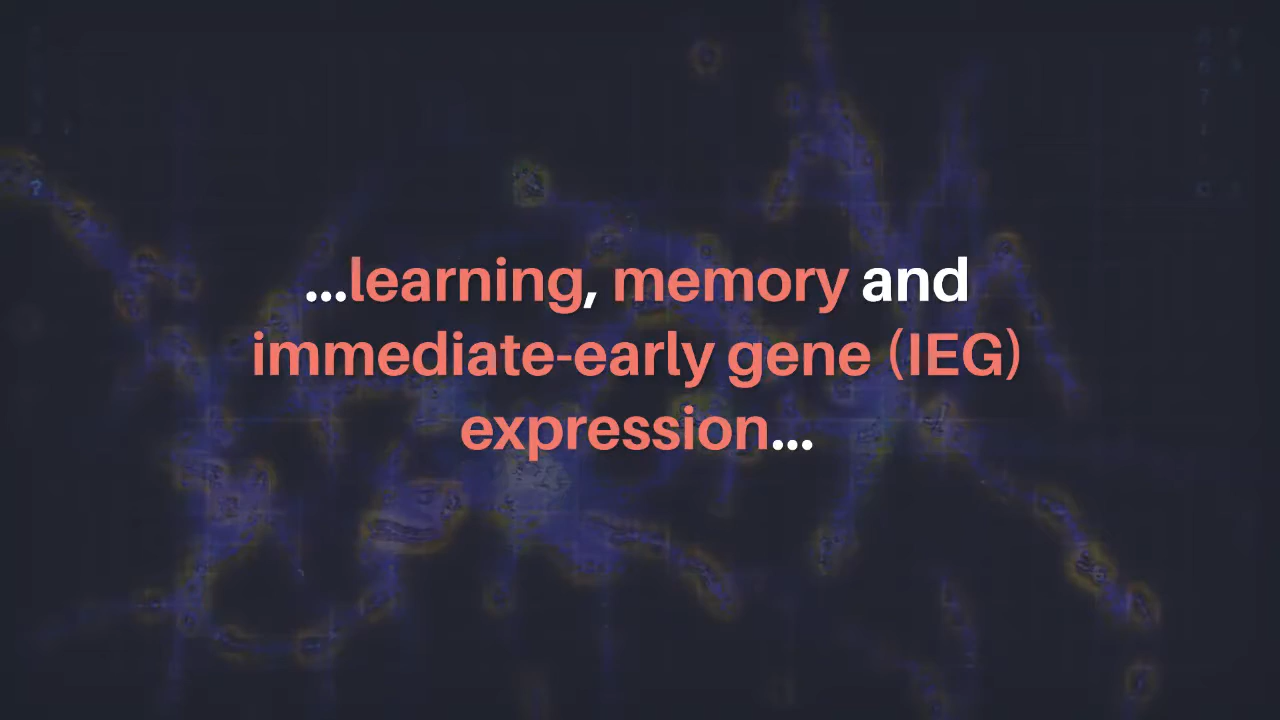 ...learning, memory and
immediate-early gene (IEG)
expression...